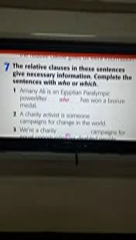 7 The relative clauses in these sentences
give necessary information. Complete the
sentences with who or which.
1 Amany Ali is an Egyptian Paralympic
powerlifter who has won a bronze
medal.
2 A charity activist is someone
campaigns for change in the world.
3 We're a charity campaigns for